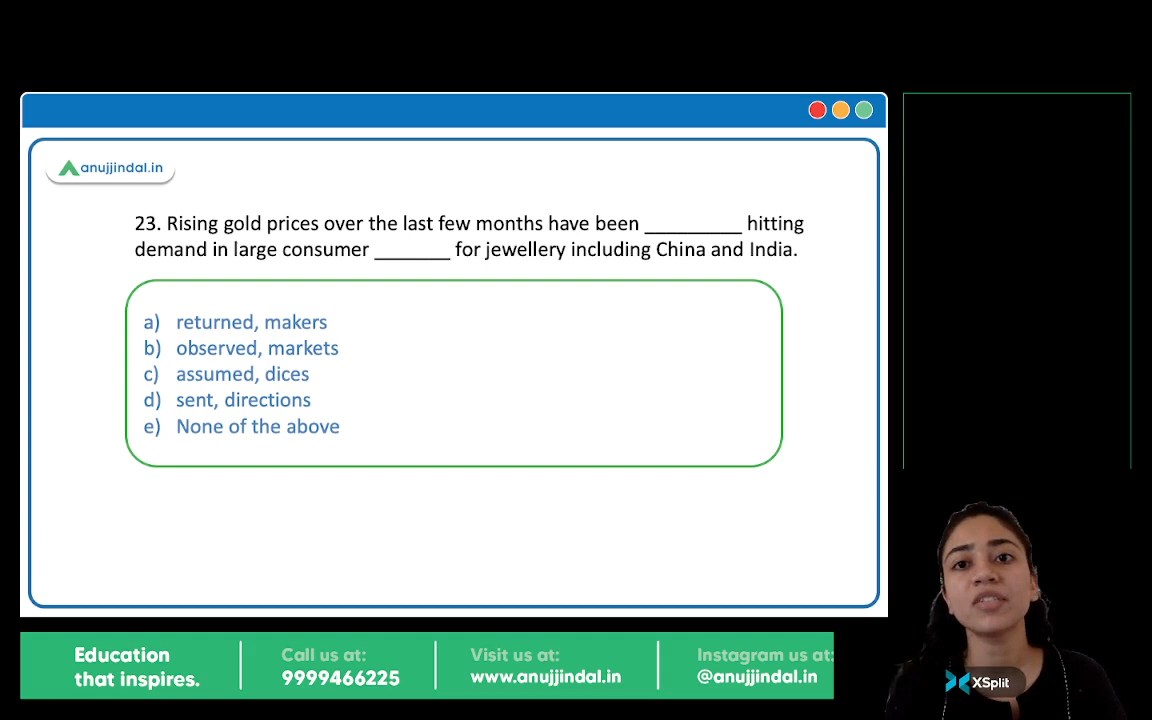 anujjindal.in
23. Rising gold prices over the last few months have been _________ hitting
demand in large consumer _______ for jewellery including China and India.
a) returned, makers
b) observed, markets
c) assumed, dices
d) sent, directions
e) None of the above
Education
that inspires.
Call us at:
9999466225
Visit us at:
www.anujjindal.in
Instagram us at:
@anujjindal.in
XSplit